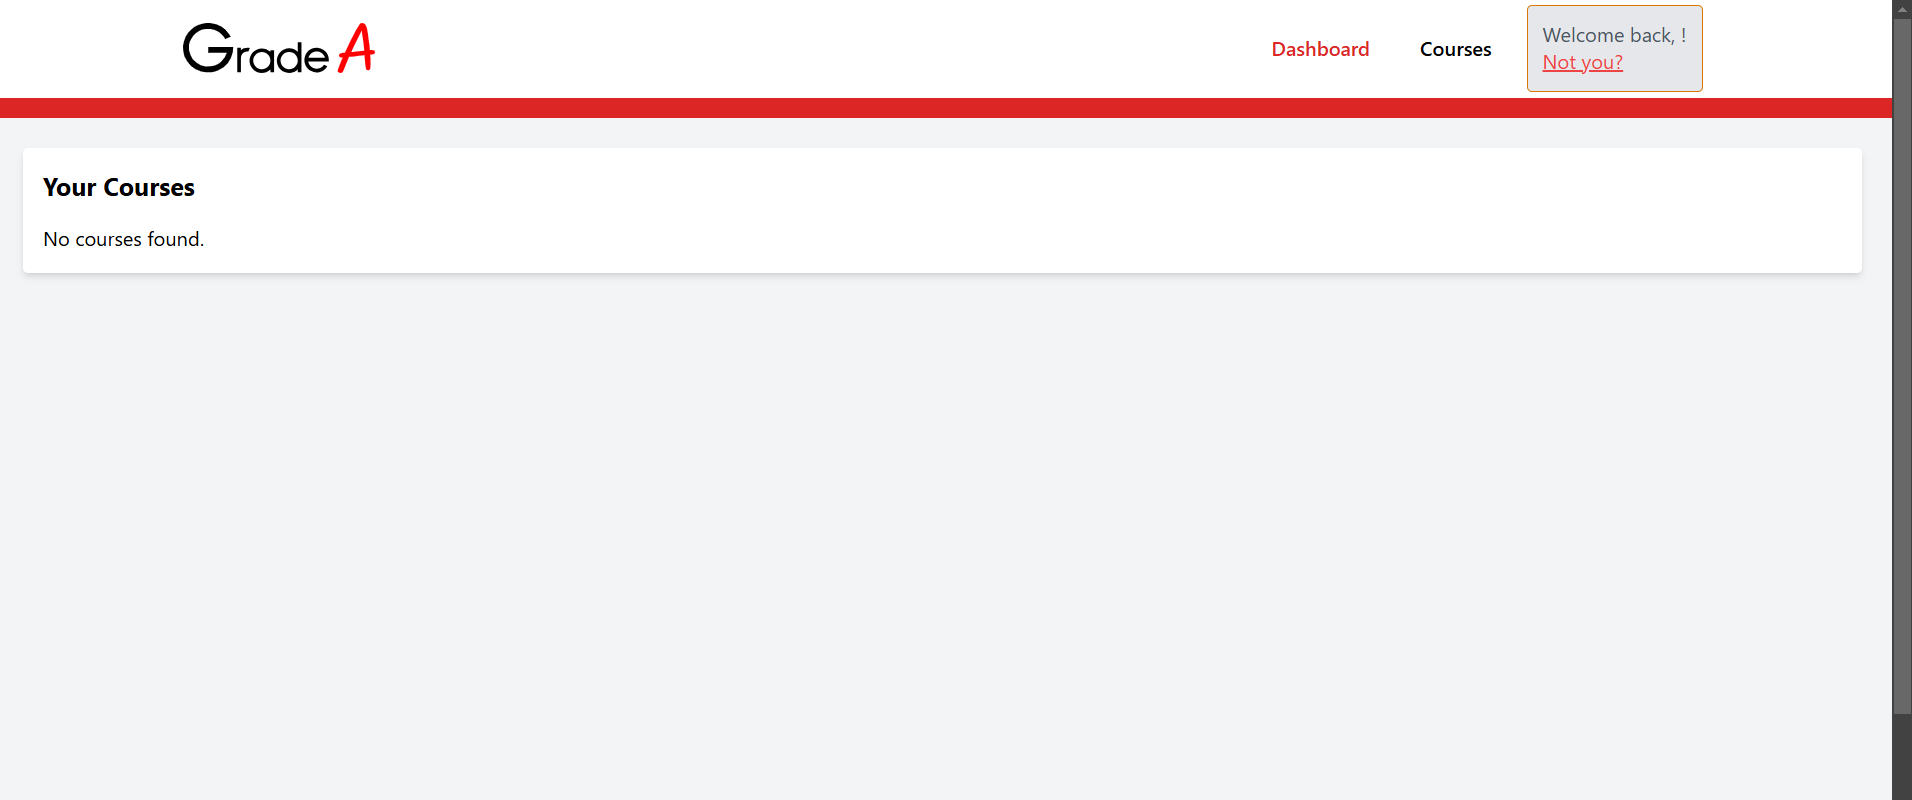 Grade A
Dashboard
Courses
Welcome back, !
Not you?
Your Courses
No courses found.